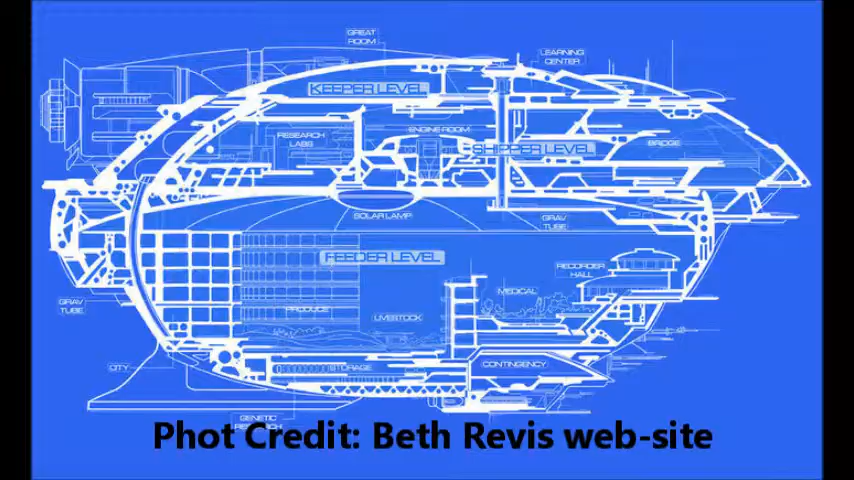 GREAT
ROOM
LEARNING
CENTER
KEEPER LEVEL
ENGINE ROOM
RESEARCH
LABS
SHIPPER LEVEL
BRIDGE
SOLAR LAMP
GRAV
TUBE
FEEDER LEVEL
RECORDER
HALL
MEDICAL
GRAV
TUBE
PRODUCE
LIVESTOCK
CITY
STORAGE
CONTINGENCY
GENETIC
RESEARCH
Phot Credit: Beth Revis web-site